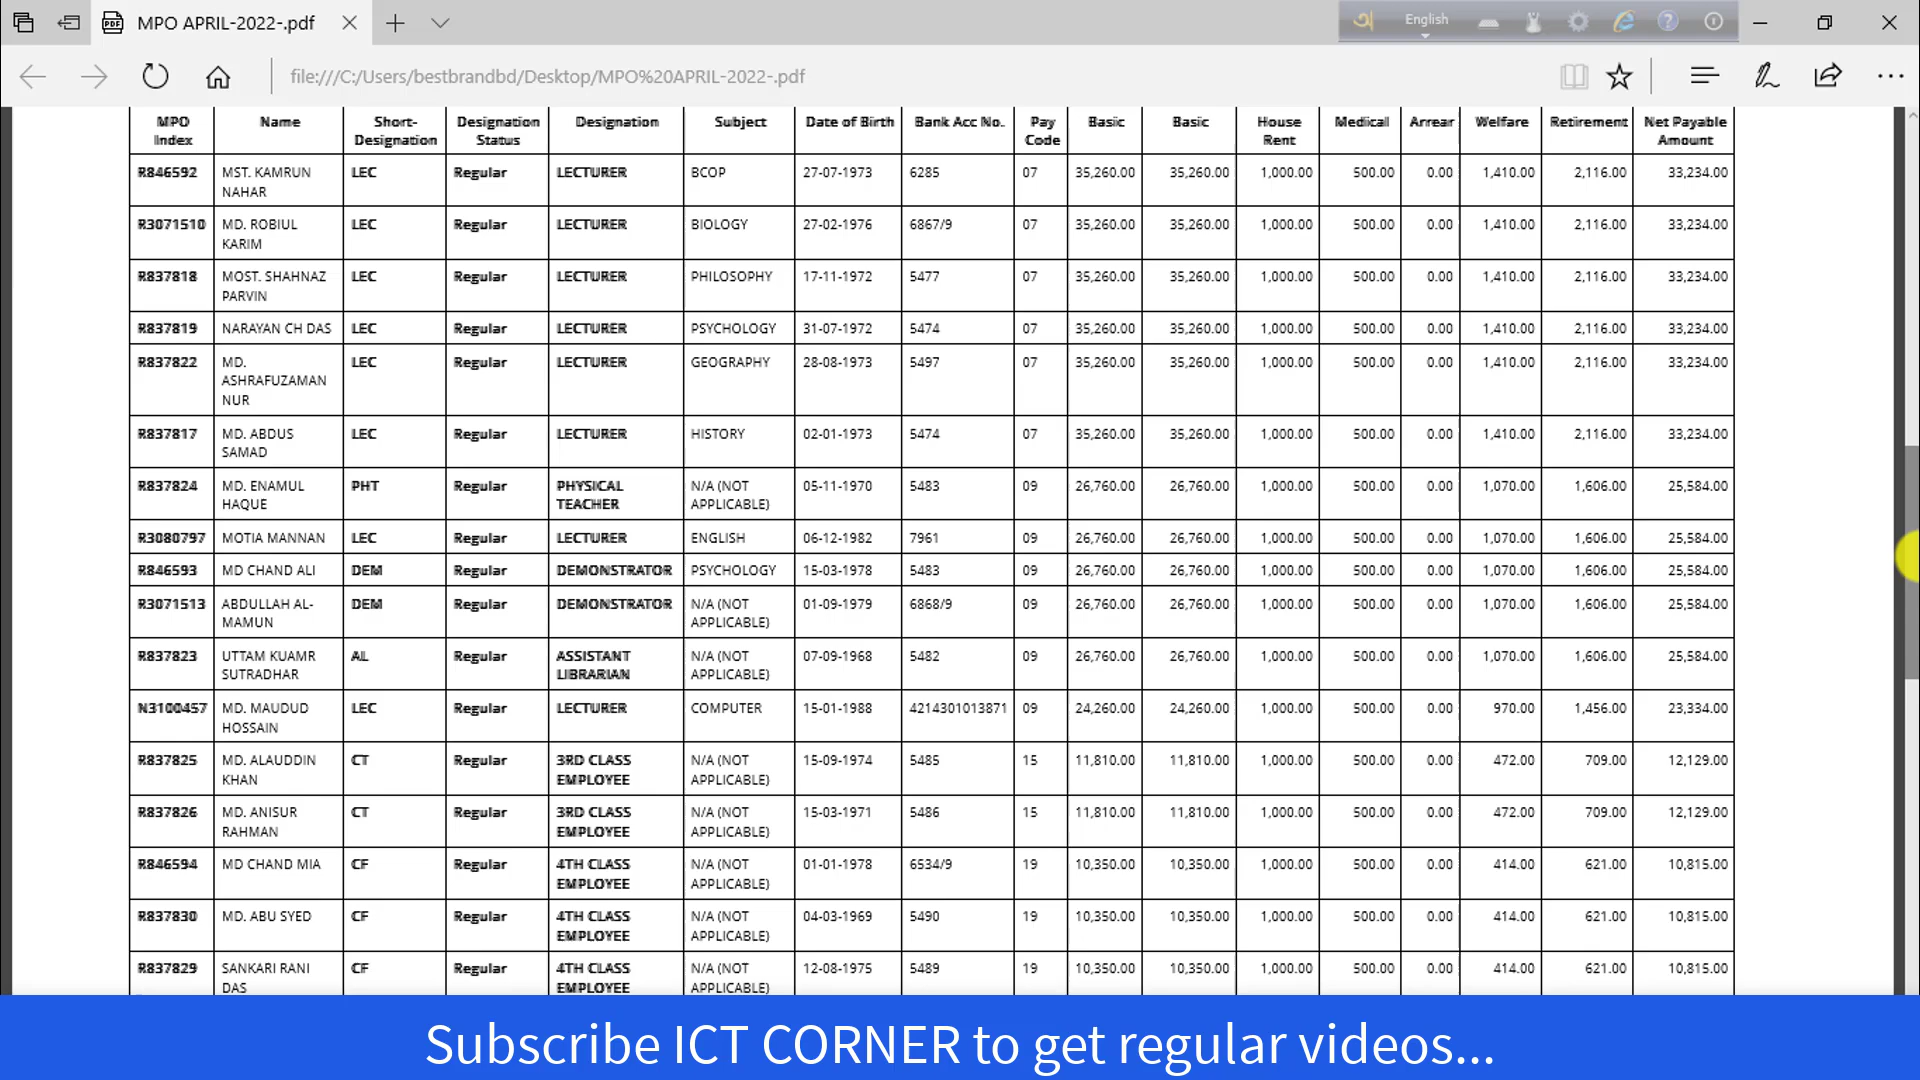 MPO APRIL-2022-.pdf
English
file:///C:/Users/bestbrandbd/Desktop/MPO%20APRIL-2022-.pdf
MPO Index Name Short-Designation Designation Status Designation Subject Date of Birth Bank Acc No. Pay Code Basic Basic House Rent Medical Arrear Welfare Retirement Net Payable Amount
R846592 MST. KAMRUN NAHAR LEC Regular LECTURER BCOP 27-07-1973 6285 07 35,260.00 35,260.00 1,000.00 500.00 0.00 1,410.00 2,116.00 33,234.00
R3071510 MD. ROBIUL KARIM LEC Regular LECTURER BIOLOGY 27-02-1976 6867/9 07 35,260.00 35,260.00 1,000.00 500.00 0.00 1,410.00 2,116.00 33,234.00
R837818 MOST. SHAHNAZ PARVIN LEC Regular LECTURER PHILOSOPHY 17-11-1972 5477 07 35,260.00 35,260.00 1,000.00 500.00 0.00 1,410.00 2,116.00 33,234.00
R837819 NARAYAN CH DAS LEC Regular LECTURER PSYCHOLOGY 31-07-1972 5474 07 35,260.00 35,260.00 1,000.00 500.00 0.00 1,410.00 2,116.00 33,234.00
R837822 MD. ASHRAFUZAMAN NUR LEC Regular LECTURER GEOGRAPHY 28-08-1973 5497 07 35,260.00 35,260.00 1,000.00 500.00 0.00 1,410.00 2,116.00 33,234.00
R837817 MD. ABDUS SAMAD LEC Regular LECTURER HISTORY 02-01-1973 5474 07 35,260.00 35,260.00 1,000.00 500.00 0.00 1,410.00 2,116.00 33,234.00
R837824 MD. ENAMUL HAQUE PHT Regular PHYSICAL TEACHER N/A (NOT APPLICABLE) 05-11-1970 5483 09 26,760.00 26,760.00 1,000.00 500.00 0.00 1,070.00 1,606.00 25,584.00
R3080797 MOTIA MANNAN LEC Regular LECTURER ENGLISH 06-12-1982 7961 09 26,760.00 26,760.00 1,000.00 500.00 0.00 1,070.00 1,606.00 25,584.00
R846593 MD CHAND ALI DEM Regular DEMONSTRATOR PSYCHOLOGY 15-03-1978 5483 09 26,760.00 26,760.00 1,000.00 500.00 0.00 1,070.00 1,606.00 25,584.00
R3071513 ABDULLAH AL-MAMUN DEM Regular DEMONSTRATOR N/A (NOT APPLICABLE) 01-09-1979 6868/9 09 26,760.00 26,760.00 1,000.00 500.00 0.00 1,070.00 1,606.00 25,584.00
R837823 UTTAM KUAMR SUTRADHAR AL Regular ASSISTANT LIBRARIAN N/A (NOT APPLICABLE) 07-09-1968 5482 09 26,760.00 26,760.00 1,000.00 500.00 0.00 1,070.00 1,606.00 25,584.00
N3100457 MD. MAUDUD HOSSAIN LEC Regular LECTURER COMPUTER 15-01-1988 4214301013871 09 24,260.00 24,260.00 1,000.00 500.00 0.00 970.00 1,456.00 23,334.00
R837825 MD. ALAUDDIN KHAN CT Regular 3RD CLASS EMPLOYEE N/A (NOT APPLICABLE) 15-09-1974 5485 15 11,810.00 11,810.00 1,000.00 500.00 0.00 472.00 709.00 12,129.00
R837826 MD. ANISUR RAHMAN CT Regular 3RD CLASS EMPLOYEE N/A (NOT APPLICABLE) 15-03-1971 5486 15 11,810.00 11,810.00 1,000.00 500.00 0.00 472.00 709.00 12,129.00
R846594 MD CHAND MIA CF Regular 4TH CLASS EMPLOYEE N/A (NOT APPLICABLE) 01-01-1978 6534/9 19 10,350.00 10,350.00 1,000.00 500.00 0.00 414.00 621.00 10,815.00
R837830 MD. ABU SYED CF Regular 4TH CLASS EMPLOYEE N/A (NOT APPLICABLE) 04-03-1969 5490 19 10,350.00 10,350.00 1,000.00 500.00 0.00 414.00 621.00 10,815.00
R837829 SANKARI RANI DAS CF Regular 4TH CLASS EMPLOYEE N/A (NOT APPLICABLE) 12-08-1975 5489 19 10,350.00 10,350.00 1,000.00 500.00 0.00 414.00 621.00 10,815.00
Subscribe ICT CORNER to get regular videos...